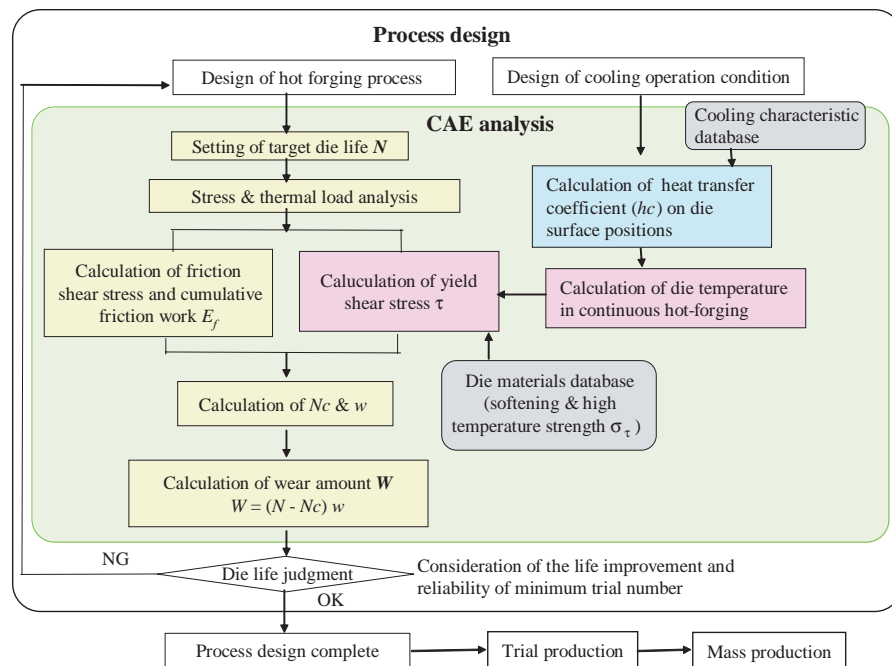 Process design
Design of hot forging process
Design of cooling operation condition
CAE analysis
Cooling characteristic
database
Setting of target die life N
Stress & thermal load analysis
Calculation of heat transfer
coefficient (hc) on die
surface positions
Calculation of friction
shear stress and cumulative
friction work E_f
Caluculation of yield
shear stress τ
Calculation of die temperature
in continuous hot-forging
Die materials database
(softening & high
temperature strength σ_τ)
Calculation of Nc & w
Calculation of wear amount W
W = (N - Nc) w
NG
Die life judgment
Consideration of the life improvement and
reliability of minimum trial number
OK
Process design complete
Trial production
Mass production